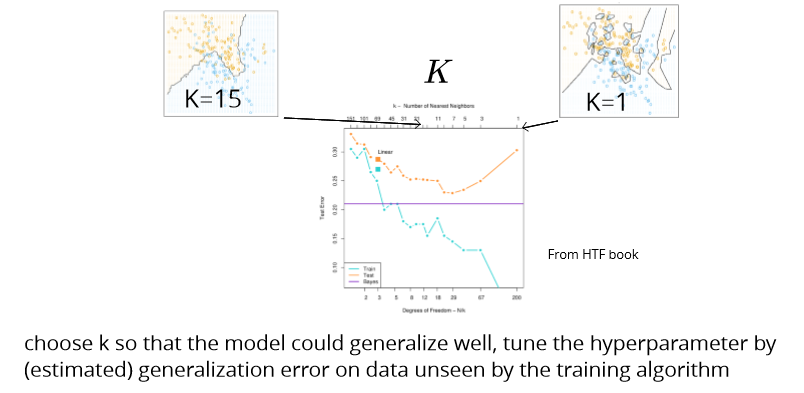 K=15
K
K=1
k − Number of Nearest Neighbors
151 101 69 45 31 21 11 7 5 3 1
Linear
Test Error
0.30
0.25
0.20
0.15
0.10
Train
Test
Bayes
2 3 5 8 12 18 29 67 200
Degrees of Freedom − N/k
From HTF book
choose k so that the model could generalize well, tune the hyperparameter by
(estimated) generalization error on data unseen by the training algorithm